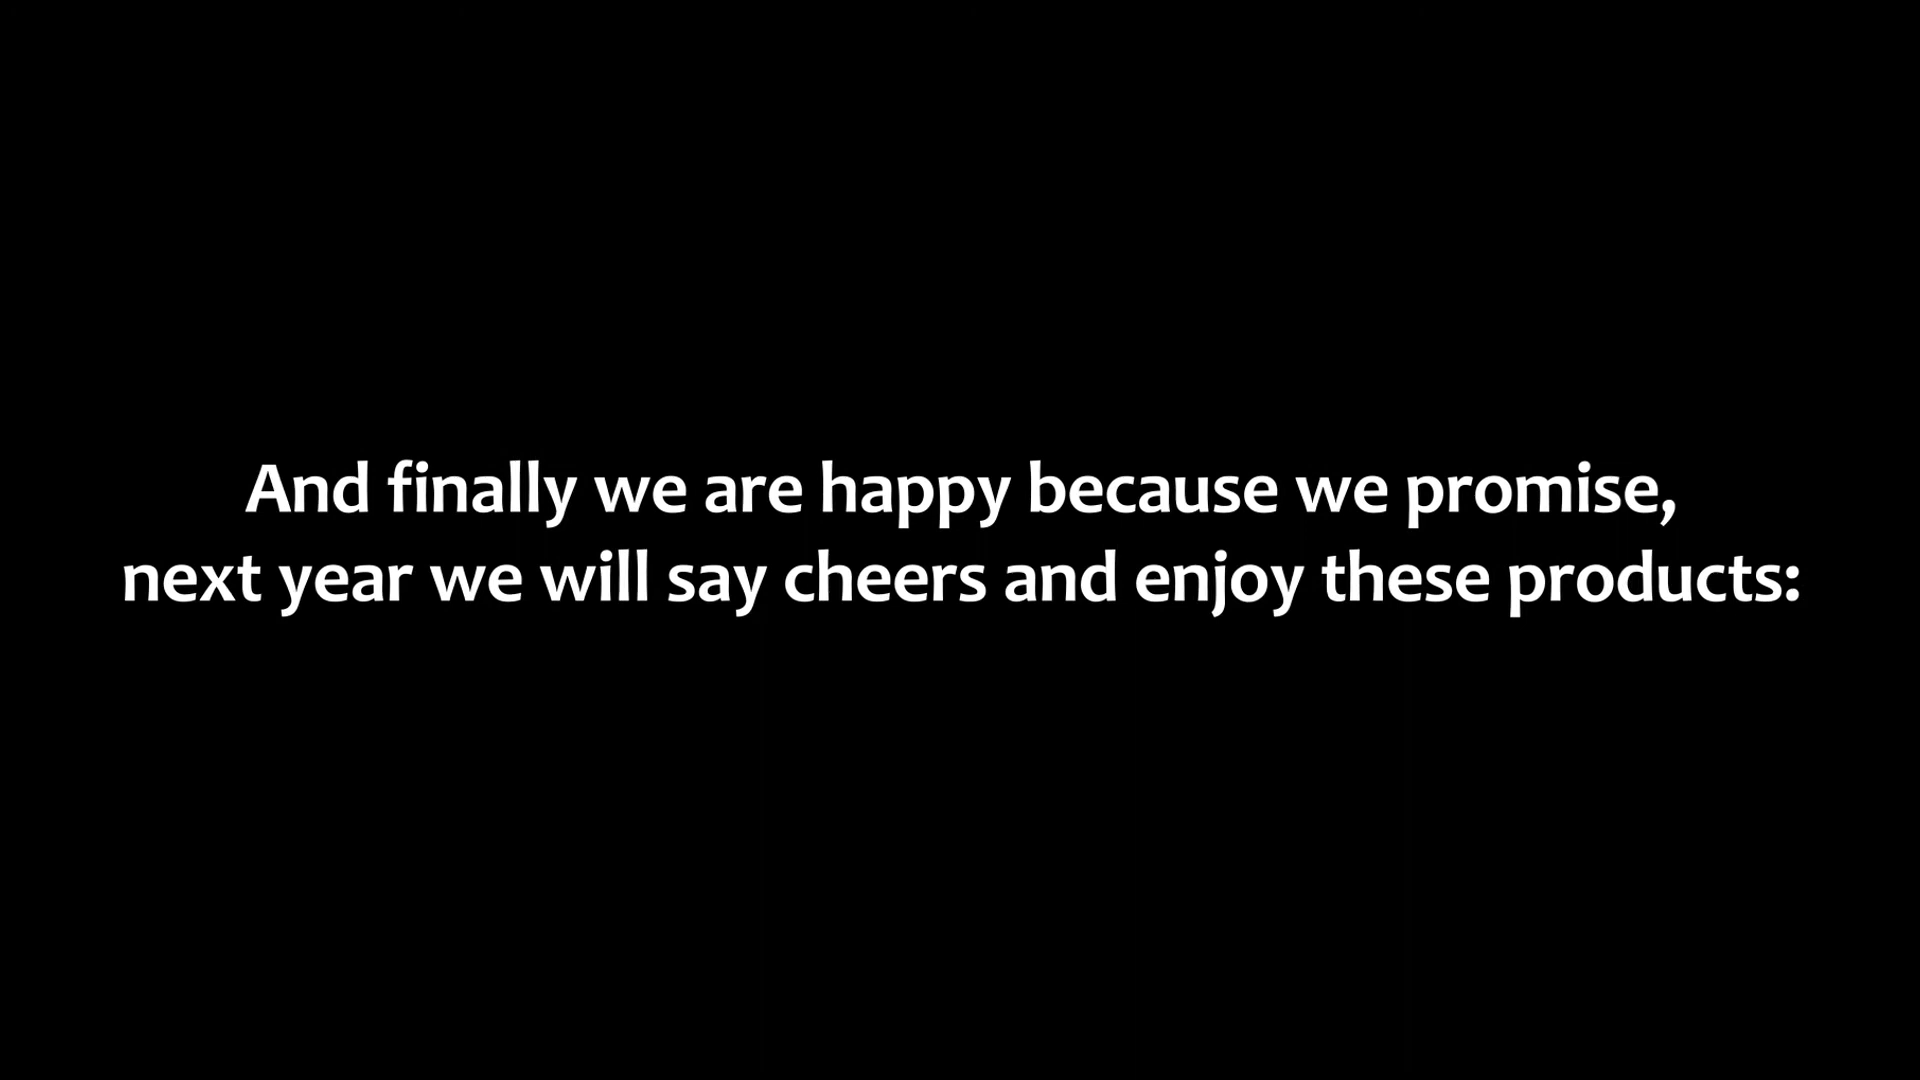 And finally we are happy because we promise,
next year we will say cheers and enjoy these products: